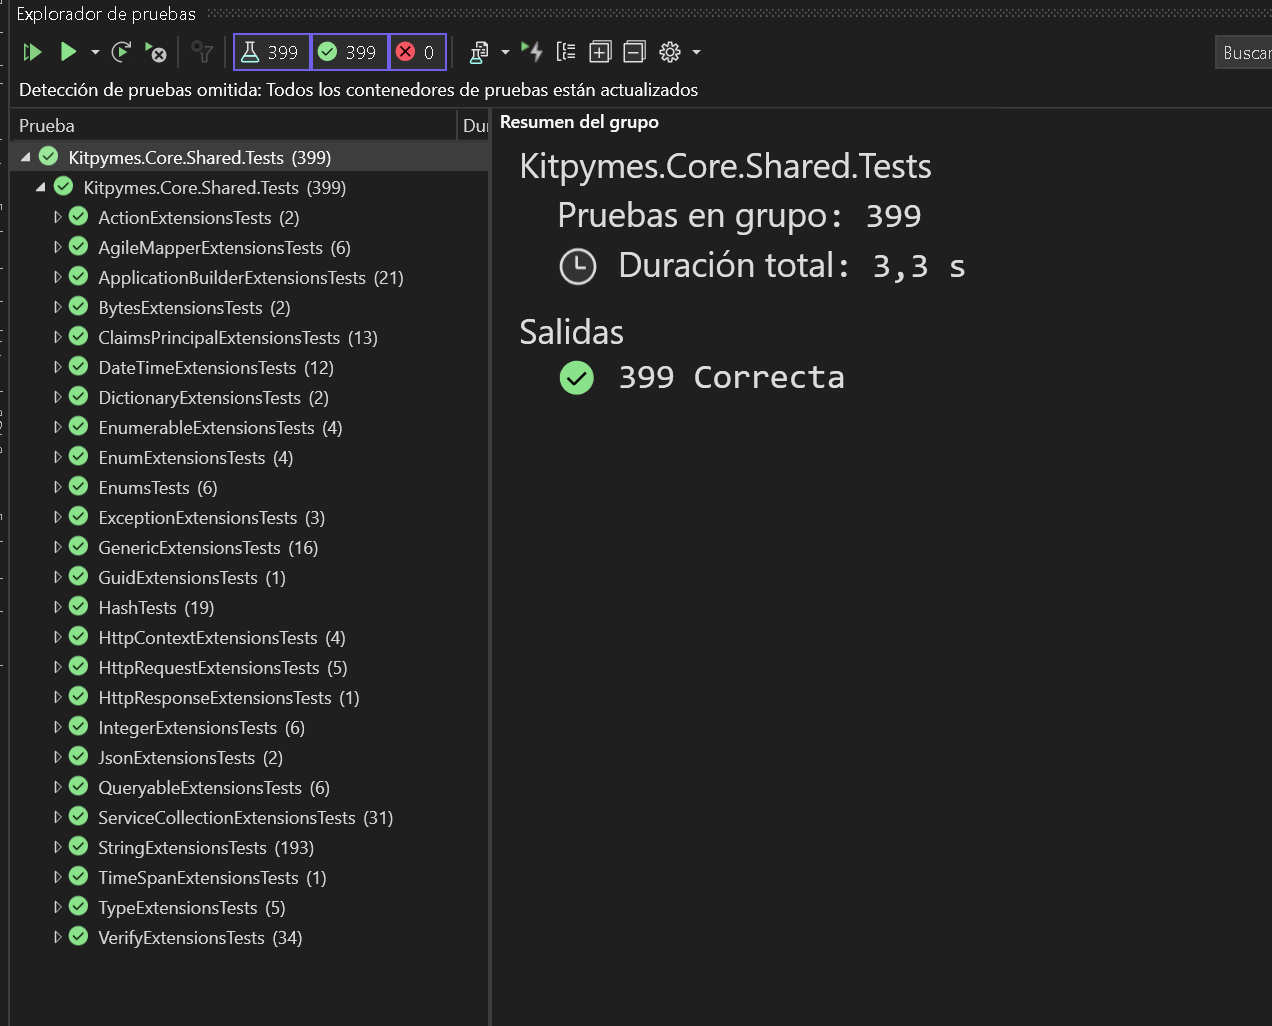 Explorador de pruebas
399 399 0
Buscar
Detección de pruebas omitida: Todos los contenedores de pruebas están actualizados
Prueba
Kitpymes.Core.Shared.Tests (399)
Kitpymes.Core.Shared.Tests (399)
ActionExtensionsTests (2)
AgileMapperExtensionsTests (6)
ApplicationBuilderExtensionsTests (21)
BytesExtensionsTests (2)
ClaimsPrincipalExtensionsTests (13)
DateTimeExtensionsTests (12)
DictionaryExtensionsTests (2)
EnumerableExtensionsTests (4)
EnumExtensionsTests (4)
EnumsTests (6)
ExceptionExtensionsTests (3)
GenericExtensionsTests (16)
GuidExtensionsTests (1)
HashTests (19)
HttpContextExtensionsTests (4)
HttpRequestExtensionsTests (5)
HttpResponseExtensionsTests (1)
IntegerExtensionsTests (6)
JsonExtensionsTests (2)
QueryableExtensionsTests (6)
ServiceCollectionExtensionsTests (31)
StringExtensionsTests (193)
TimeSpanExtensionsTests (1)
TypeExtensionsTests (5)
VerifyExtensionsTests (34)
Resumen del grupo
Kitpymes.Core.Shared.Tests
Pruebas en grupo: 399
Duración total: 3,3 s
Salidas
399 Correcta